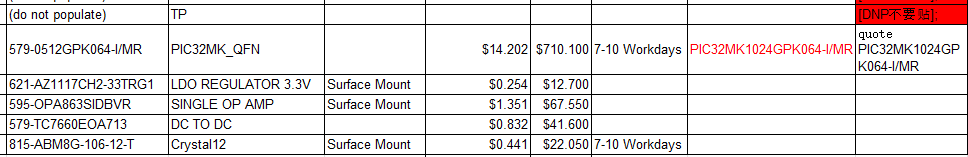 (do not populate) TP [DNP不要贴];
579-0512GPK064-I/MR PIC32MK_QFN $14.202 $710.100 7-10 Workdays PIC32MK1024GPK064-I/MR quote
PIC32MK1024GP
K064-I/MR
621-AZ1117CH2-33TRG1 LDO REGULATOR 3.3V Surface Mount $0.254 $12.700
595-OPA863SIDBVR SINGLE OP AMP Surface Mount $1.351 $67.550
579-TC7660EOA713 DC TO DC $0.832 $41.600
815-ABM8G-106-12-T Crystal12 Surface Mount $0.441 $22.050 7-10 Workdays